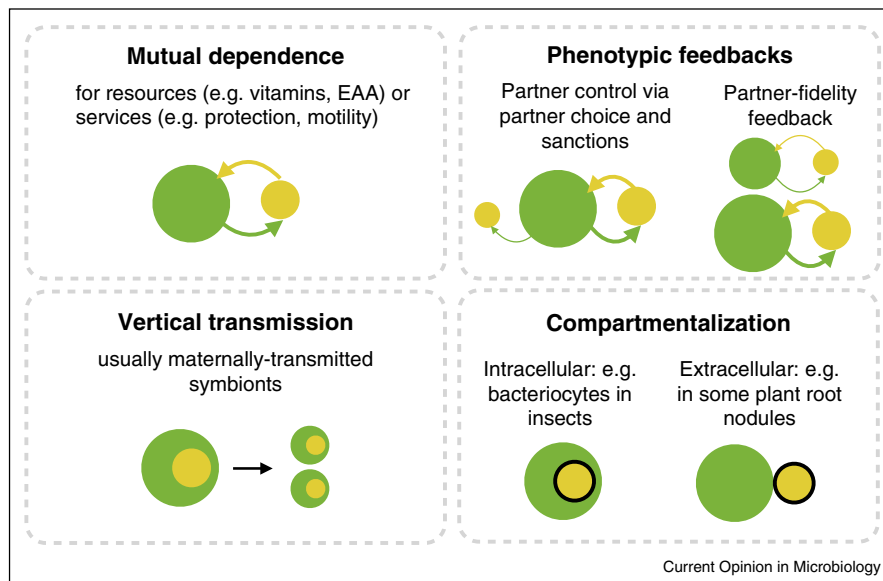 Mutual dependence
for resources (e.g. vitamins, EAA) or
services (e.g. protection, motility)
Phenotypic feedbacks
Partner control via
partner choice and
sanctions
Partner-fidelity
feedback
Vertical transmission
usually maternally-transmitted
symbionts
Compartmentalization
Intracellular: e.g.
bacteriocytes in
insects
Extracellular: e.g.
in some plant root
nodules
Current Opinion in Microbiology